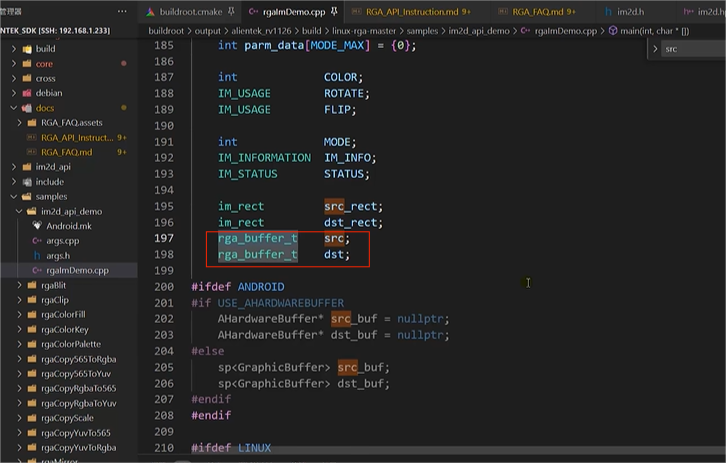 管理器
buildroot.cmake
rgaImDemo.cpp
RGA_API_Instruction.md 9+
RGA_FAQ.md 9+
im2d.h
im2d.h
NTEK_SDK: 192.168.1.233]
buildroot > output > alientek_rv1126 > build > linux-rga-master > samples > im2d_api_demo > rgaImDemo.cpp > main(int, char * [])
src
build
core
cross
debian
docs
RGA_FAQ.assets
RGA_API_Instruct... 9+
RGA_FAQ.md 9+
im2d_api
include
samples
im2d_api_demo
Android.mk
args.cpp
args.h
rgaImDemo.cpp
rgaBlit
rgaClip
rgaColorFill
rgaColorKey
rgaColorPalette
rgaCopy565ToRgba
rgaCopy565ToYuv
rgaCopyRgbaTo565
rgaCopyRgbaToYuv
rgaCopyScale
rgaCopyYuvTo565
rgaCopyYuvToRgba
rgaMirror
185 int parm_data[MODE_MAX] = {0};
186
187 int COLOR;
188 IM_USAGE ROTATE;
189 IM_USAGE FLIP;
190
191 int MODE;
192 IM_INFORMATION IM_INFO;
193 IM_STATUS STATUS;
194
195 im_rect src_rect;
196 im_rect dst_rect;
197 rga_buffer_t src;
198 rga_buffer_t dst;
199
200 #ifdef ANDROID
201 #if USE_AHARDWAREBUFFER
202 AHardwareBuffer* src_buf = nullptr;
203 AHardwareBuffer* dst_buf = nullptr;
204 #else
205 sp<GraphicBuffer> src_buf;
206 sp<GraphicBuffer> dst_buf;
207 #endif
208 #endif
209
210 #ifdef LINUX